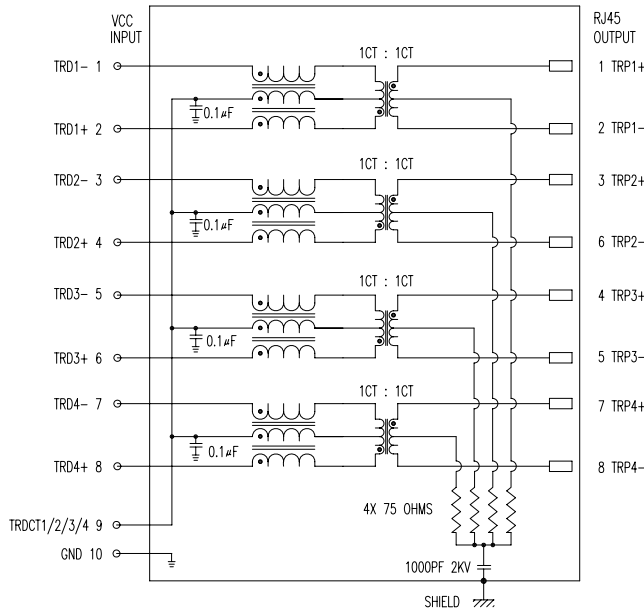 VCC
INPUT
RJ45
OUTPUT
1CT : 1CT
TRD1- 1
1 TRP1+
0.1µF
TRD1+ 2
2 TRP1-
1CT : 1CT
TRD2- 3
3 TRP2+
0.1µF
TRD2+ 4
6 TRP2-
1CT : 1CT
TRD3- 5
4 TRP3+
0.1µF
TRD3+ 6
5 TRP3-
1CT : 1CT
TRD4- 7
7 TRP4+
0.1µF
TRD4+ 8
8 TRP4-
4X 75 OHMS
TRDCT1/2/3/4 9
GND 10
1000PF 2KV
SHIELD